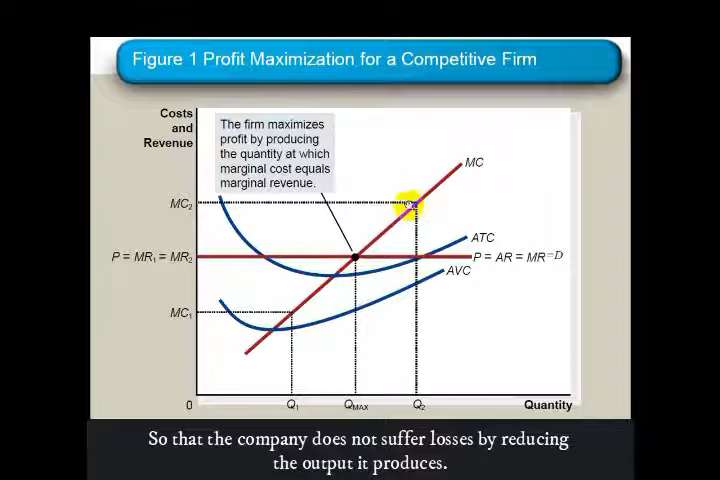 Figure 1 Profit Maximization for a Competitive Firm
Costs
and
Revenue
The firm maximizes
profit by producing
the quantity at which
marginal cost equals
marginal revenue.
MC
MC₂
ATC
P = MR₁ = MR₂
P = AR = MR =D
AVC
MC₁
0
Q₁
QMAX
Q₂
Quantity
So that the company does not suffer losses by reducing
the output it produces.